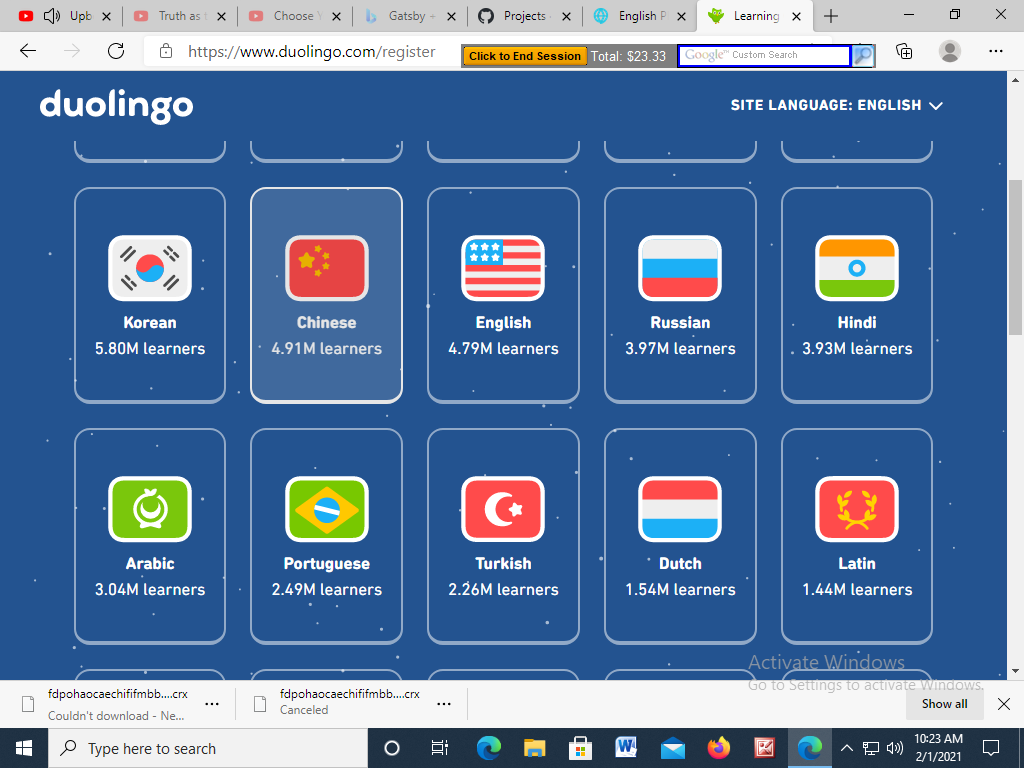 Upb
Truth as t
Choose Y
Gatsby +
Projects
English P
Learning
https://www.duolingo.com/register
Click to End Session
Total: $23.33
Google™ Custom Search
duolingo
SITE LANGUAGE: ENGLISH
Korean
5.80M learners
Chinese
4.91M learners
English
4.79M learners
Russian
3.97M learners
Hindi
3.93M learners
Arabic
3.04M learners
Portuguese
2.49M learners
Turkish
2.26M learners
Dutch
1.54M learners
Latin
1.44M learners
Activate Windows
Go to Settings to activate Windows.
fdpohaocaechififmbb....crx
Couldn't download - Ne...
fdpohaocaechififmbb....crx
Canceled
Show all
Type here to search
10:23 AM
2/1/2021